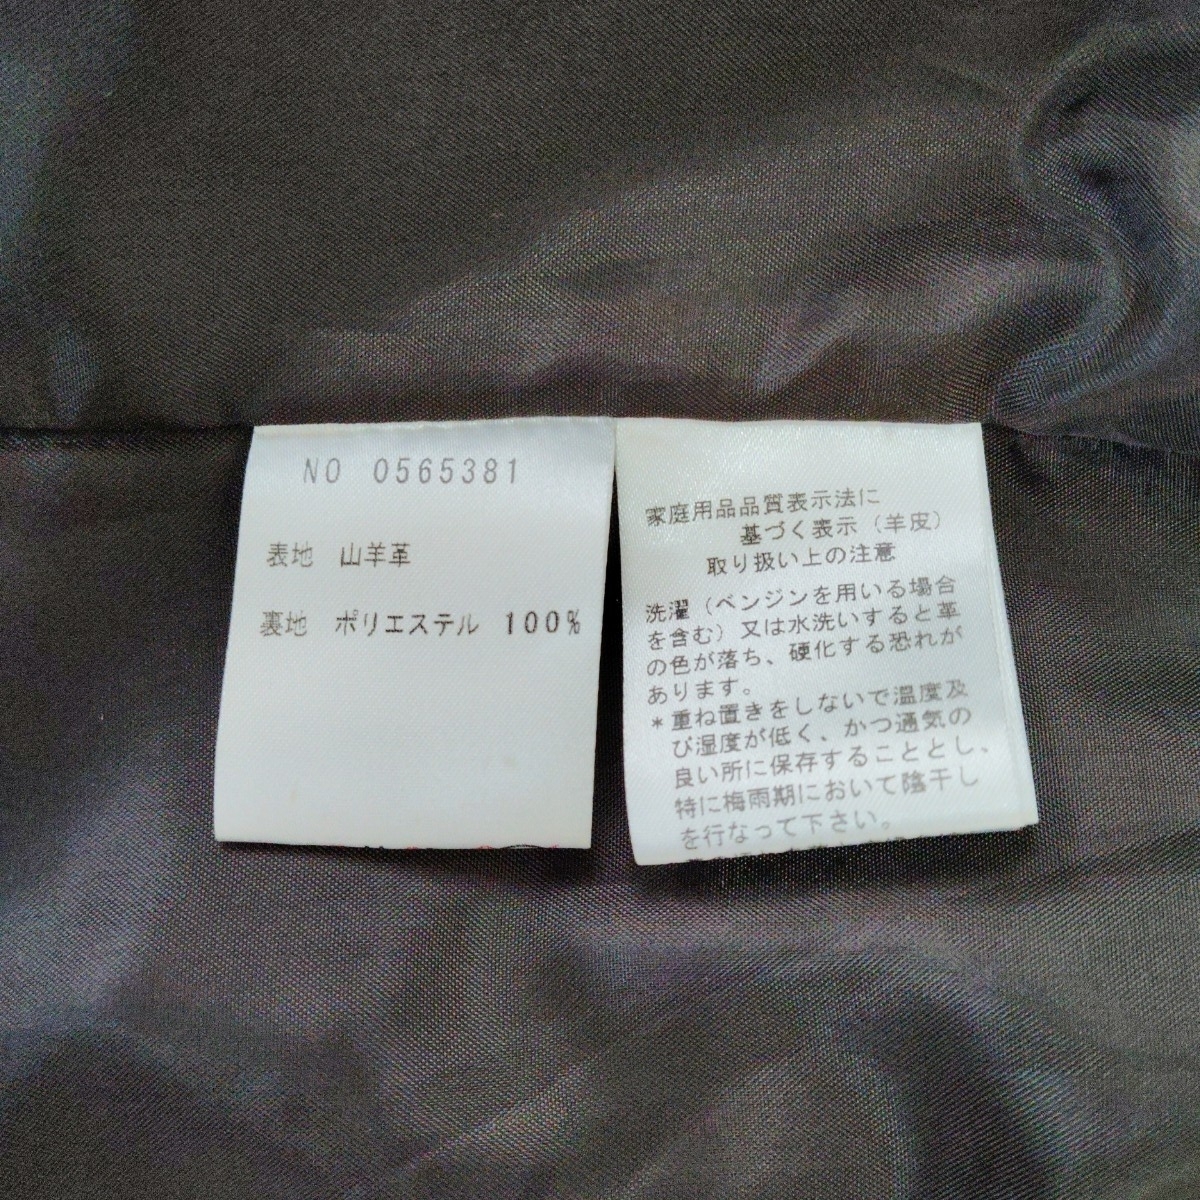 NO 0565381
表地 山羊革
裏地 ポリエステル 100%
家庭用品品質表示法に
基づく表示（羊皮）
取り扱い上の注意
洗濯（ベンジンを用いる場合
を含む）又は水洗いすると革
の色が落ち、硬化する恐れが
あります。
*重ね置きをしないで温度及
び湿度が低く、かつ通気の
良い所に保存することとし、
特に梅雨期において陰干し
を行なって下さい。